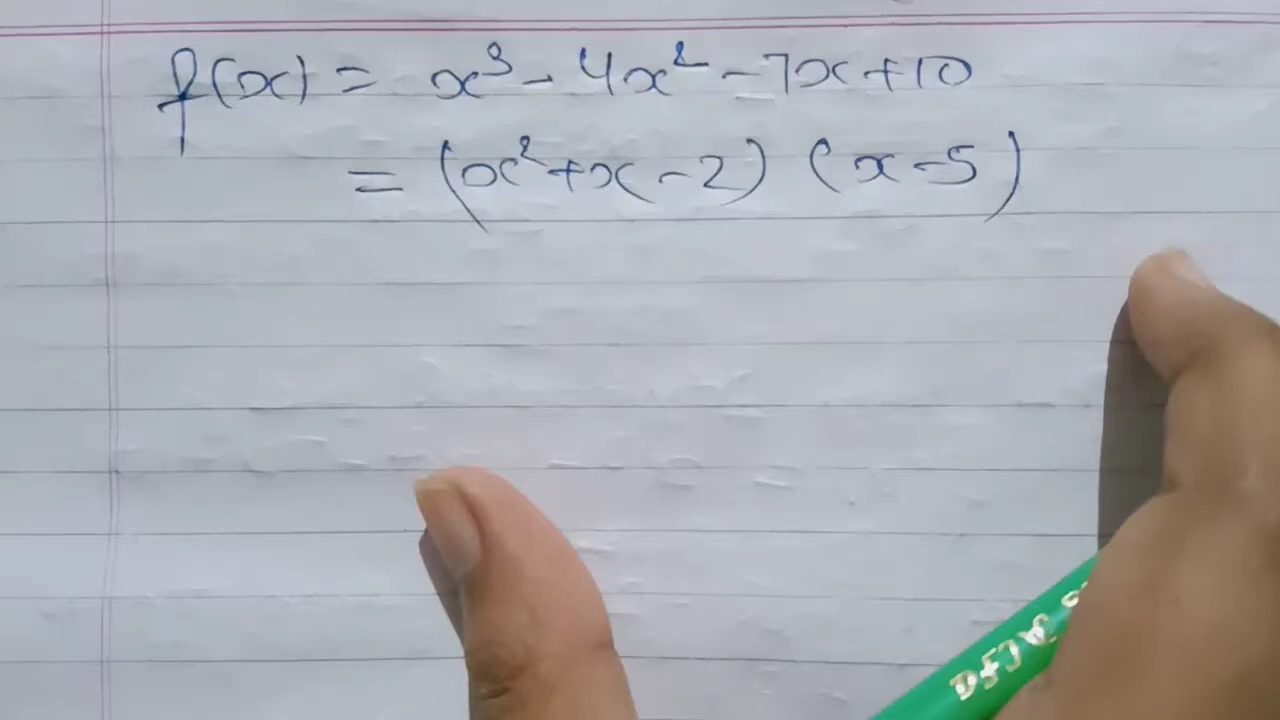 f(x) = x³ - 4x² - 7x + 10
= (x² + x - 2) (x - 5)